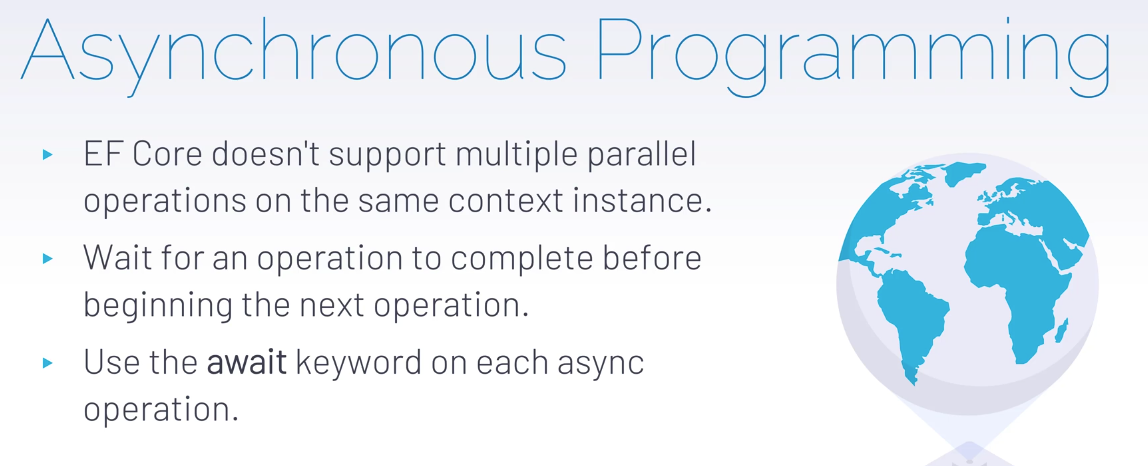 Asynchronous Programming
EF Core doesn't support multiple parallel
operations on the same context instance.
Wait for an operation to complete before
beginning the next operation.
Use the await keyword on each async
operation.